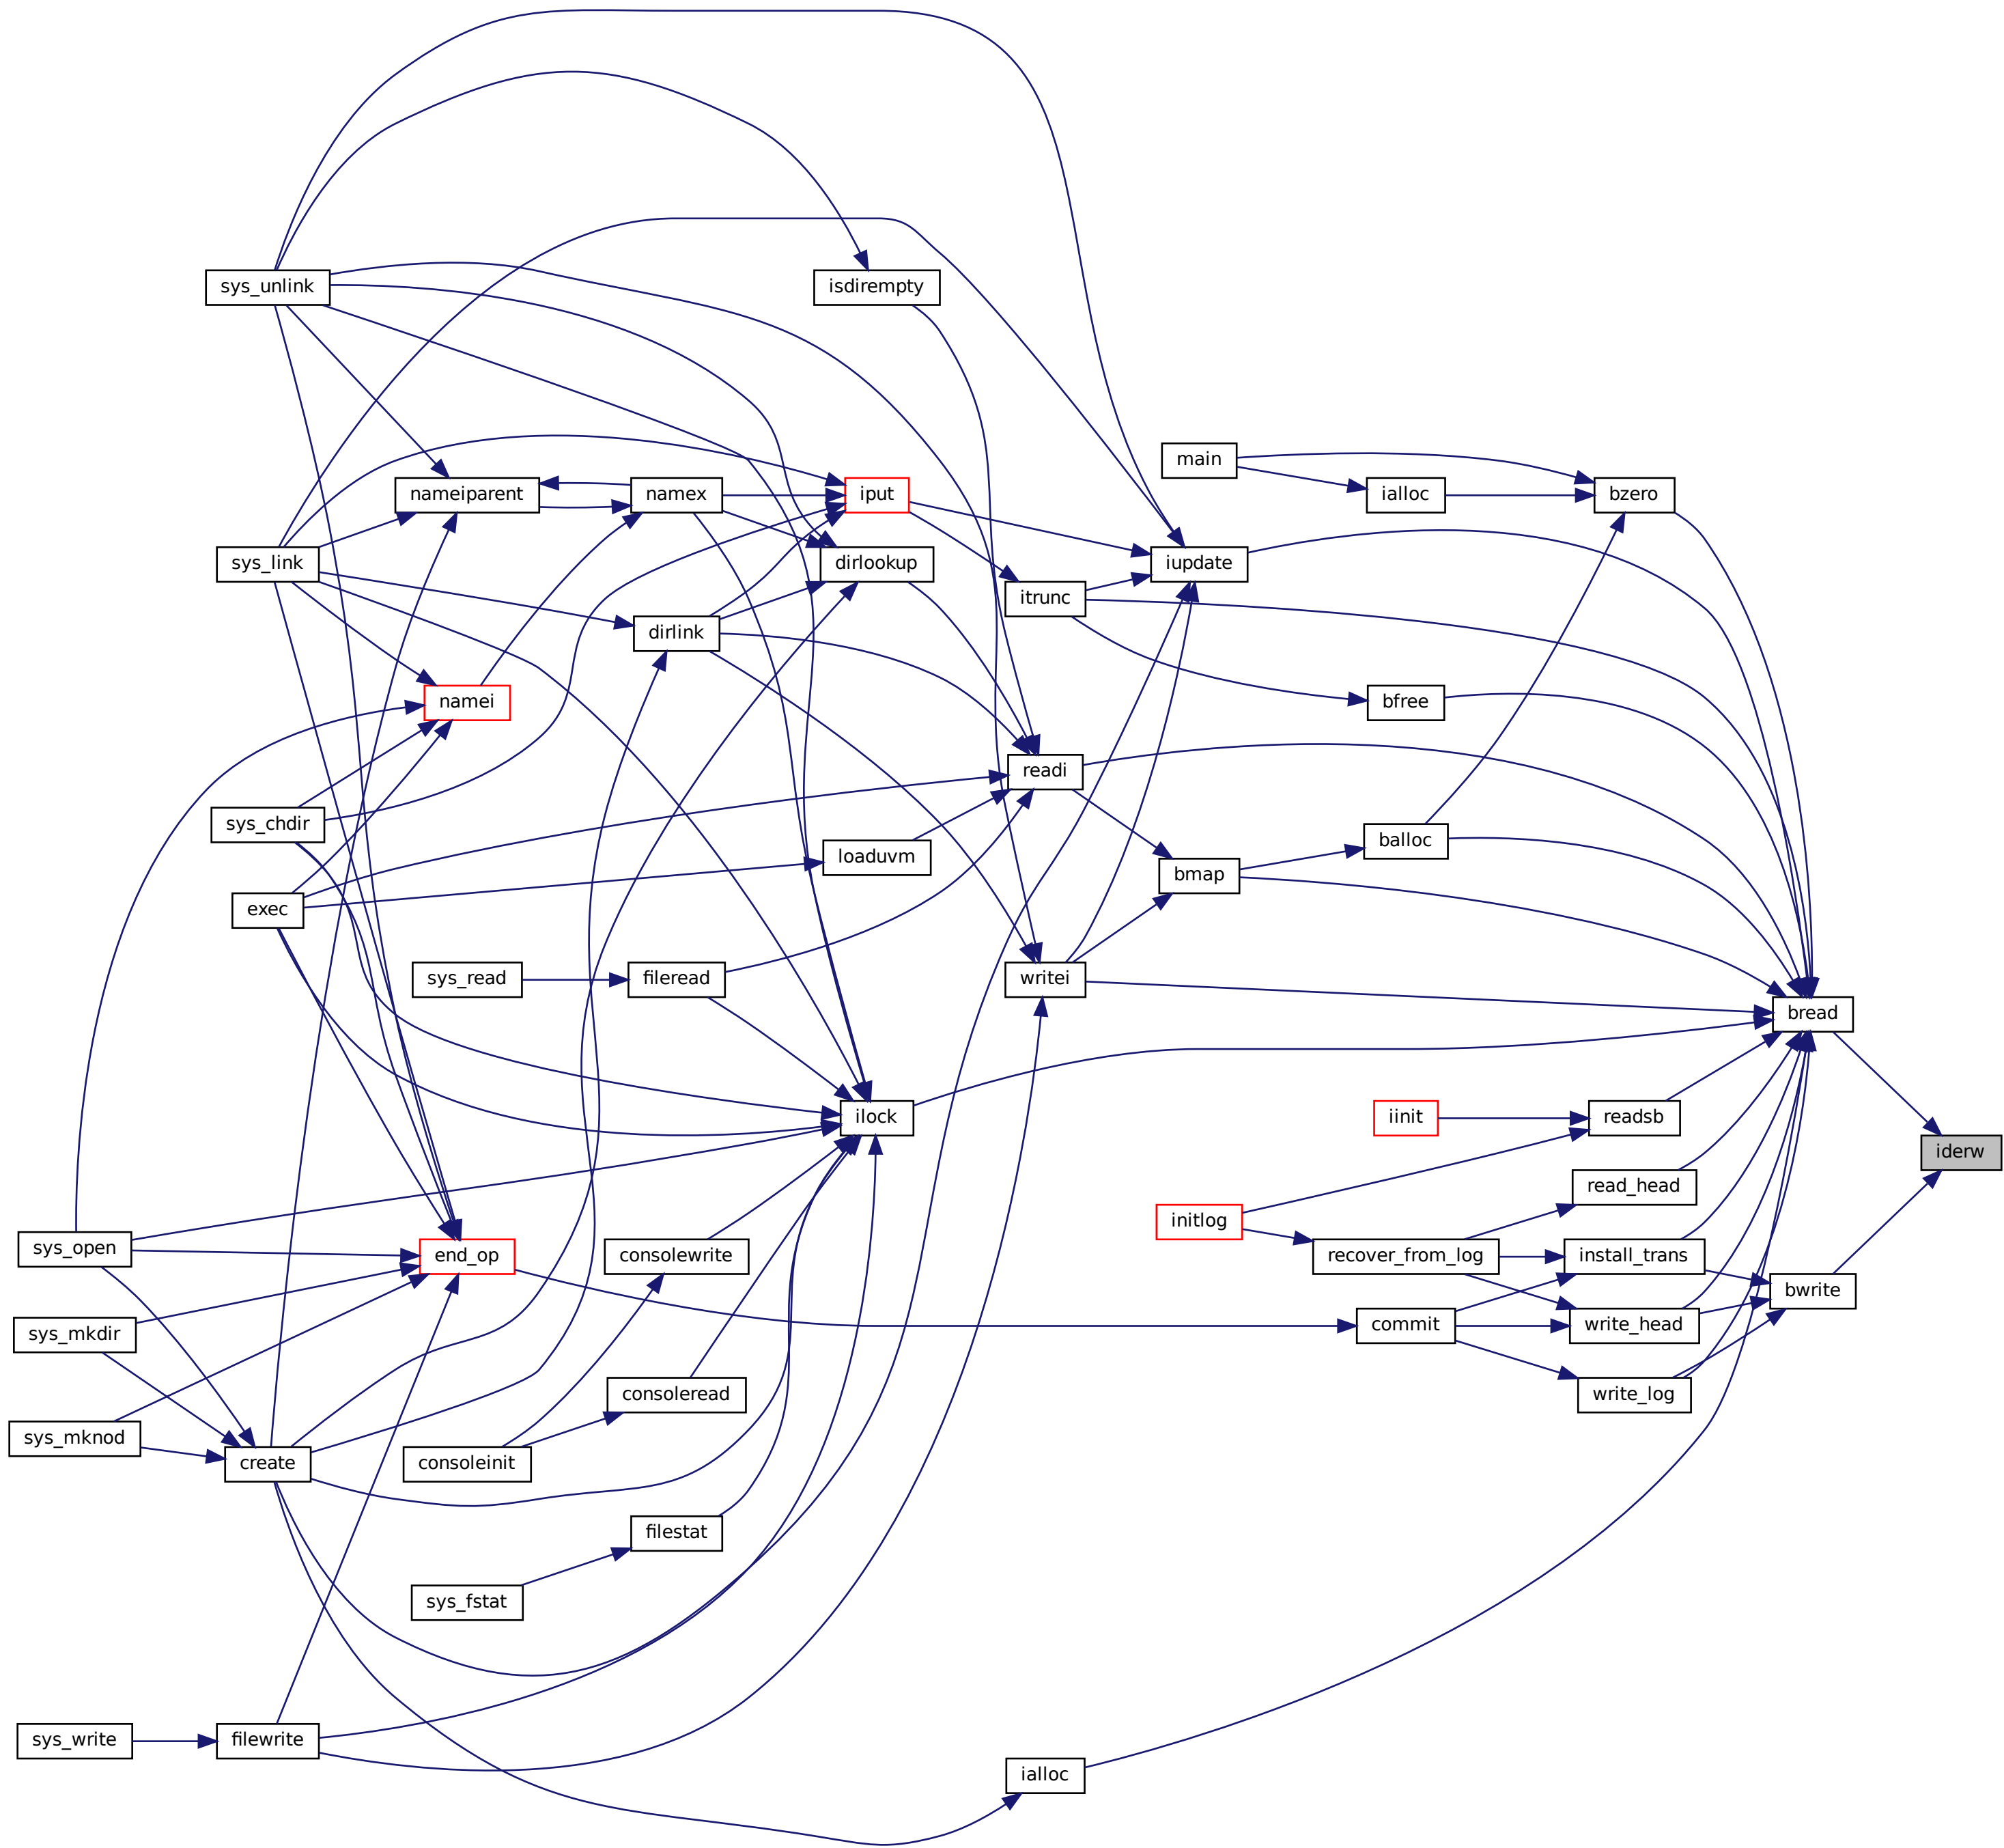 sys_unlink
isdirempty
main
nameiparent
namex
iput
ialloc
bzero
sys_link
dirlookup
iupdate
itrunc
dirlink
namei
bfree
readi
sys_chdir
balloc
loaduvm
bmap
exec
sys_read
fileread
writei
bread
ilock
iinit
readsb
iderw
read_head
initlog
sys_open
end_op
consolewrite
recover_from_log
install_trans
bwrite
sys_mkdir
commit
write_head
consoleread
write_log
sys_mknod
create
consoleinit
filestat
sys_fstat
sys_write
filewrite
ialloc